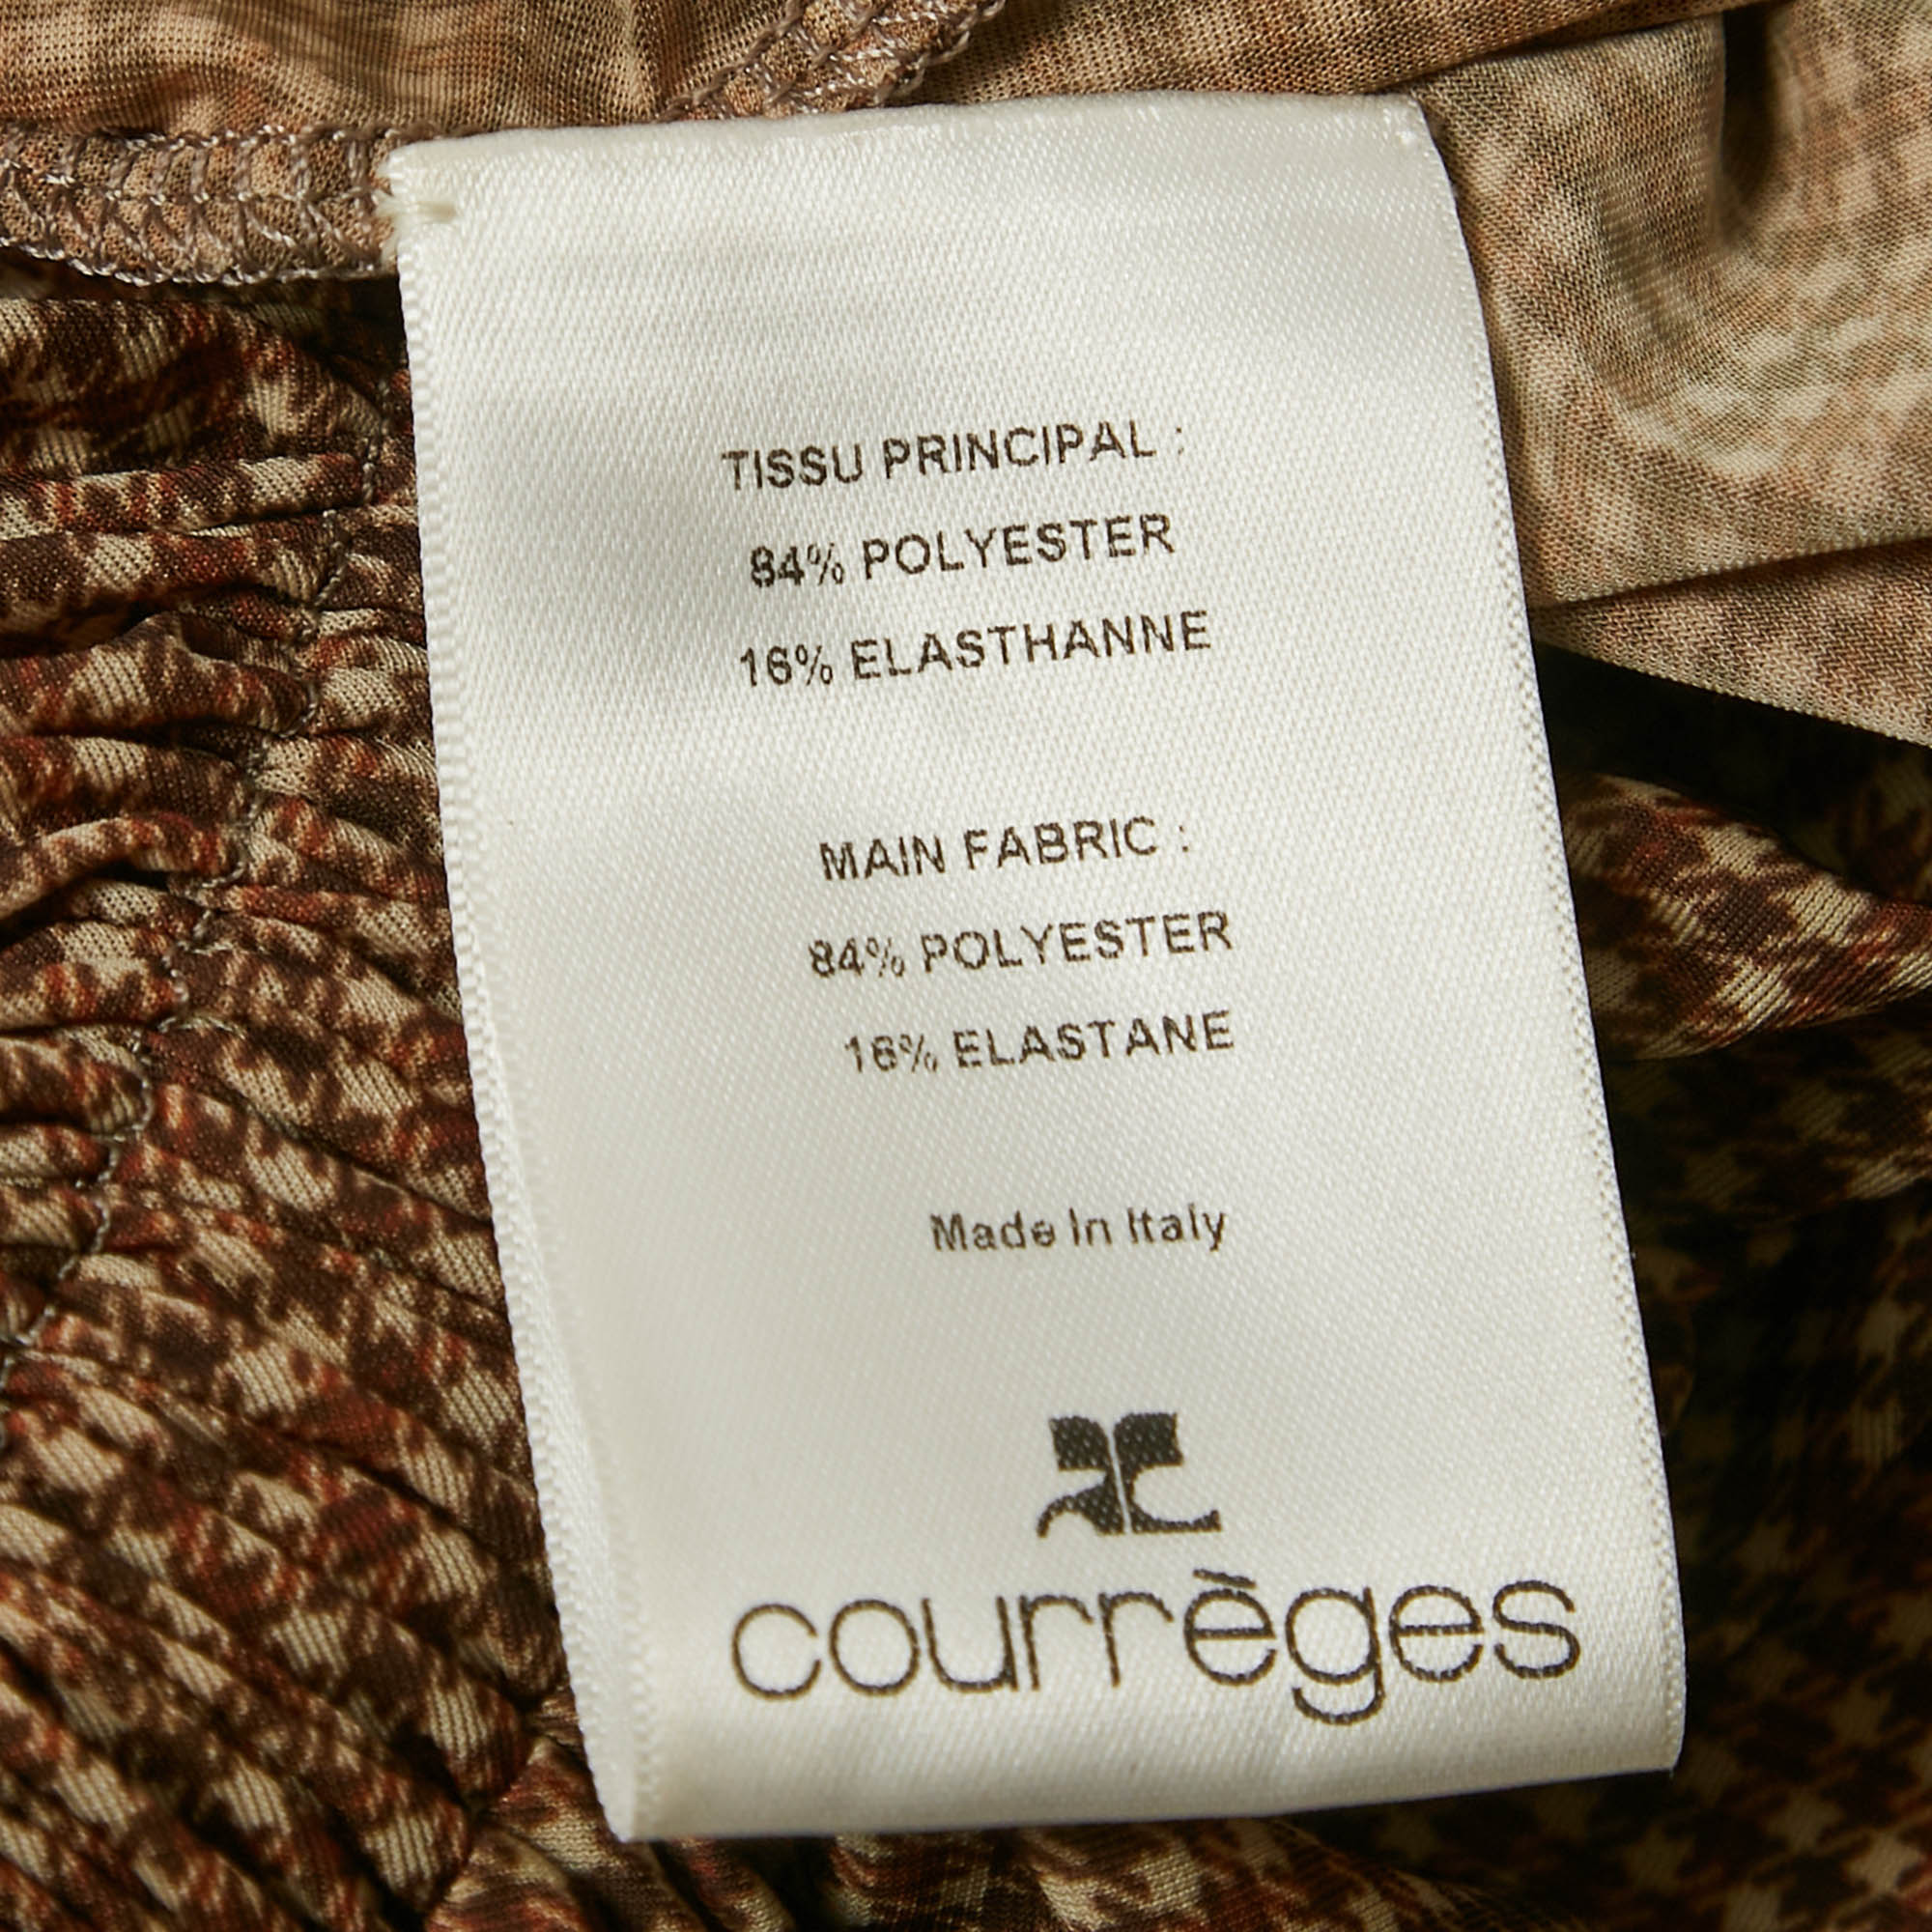 TISSU PRINCIPAL :
84% POLYESTER
16% ELASTHANNE
MAIN FABRIC :
84% POLYESTER
16% ELASTANE
Made In Italy
courrèges